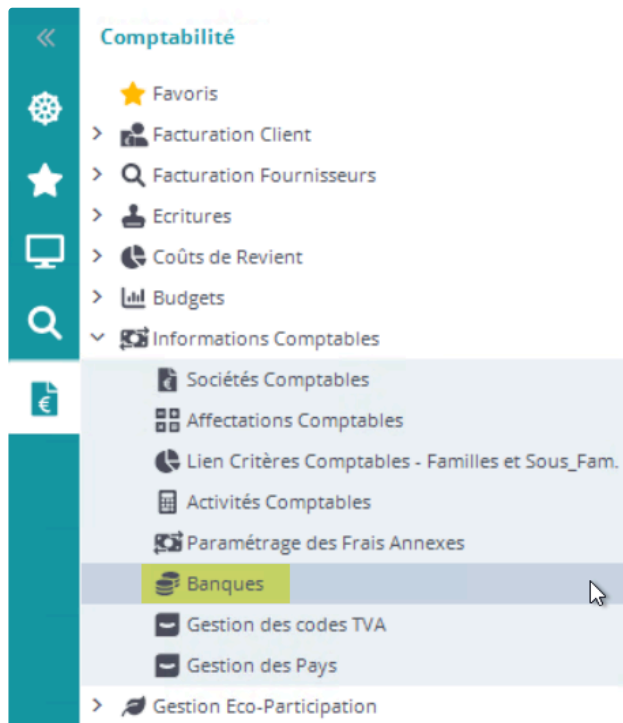 Comptabilité
Favoris
Facturation Client
Facturation Fournisseurs
Ecritures
Coûts de Revient
Budgets
Informations Comptables
Sociétés Comptables
Affectations Comptables
Lien Critères Comptables - Familles et Sous_Fam.
Activités Comptables
Paramétrage des Frais Annexes
Banques
Gestion des codes TVA
Gestion des Pays
Gestion Eco-Participation